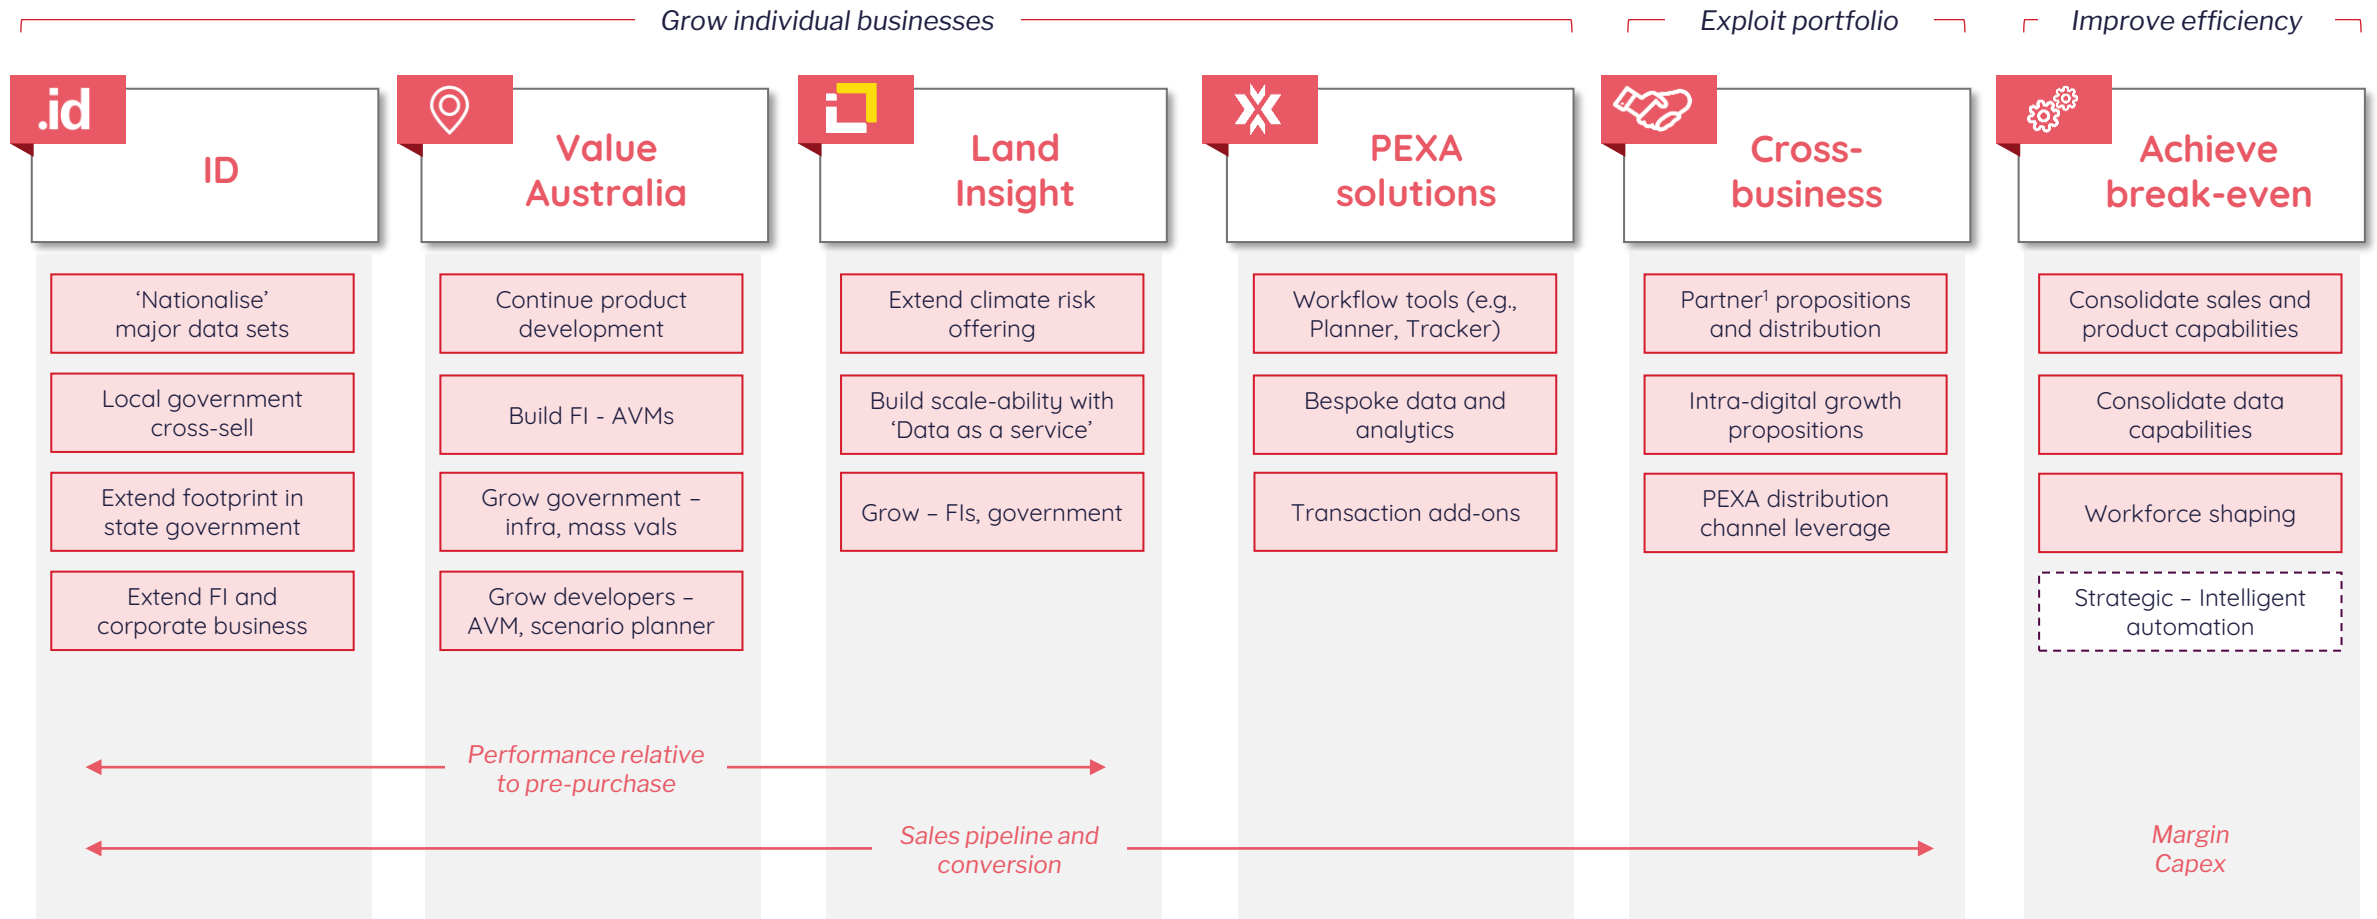 Grow individual businesses
Exploit portfolio
Improve efficiency
.id
ID
Value
Australia
Land
Insight
PEXA
solutions
Cross-
business
Achieve
break-even
‘Nationalise’
major data sets
Local government
cross-sell
Extend footprint in
state government
Extend FI and
corporate business
Continue product
development
Build FI - AVMs
Grow government –
infra, mass vals
Grow developers –
AVM, scenario planner
Extend climate risk
offering
Build scale-ability with
‘Data as a service’
Grow – FIs, government
Workflow tools (e.g.,
Planner, Tracker)
Bespoke data and
analytics
Transaction add-ons
Partner¹ propositions
and distribution
Intra-digital growth
propositions
PEXA distribution
channel leverage
Consolidate sales and
product capabilities
Consolidate data
capabilities
Workforce shaping
Strategic – Intelligent
automation
Performance relative
to pre-purchase
Sales pipeline and
conversion
Margin
Capex